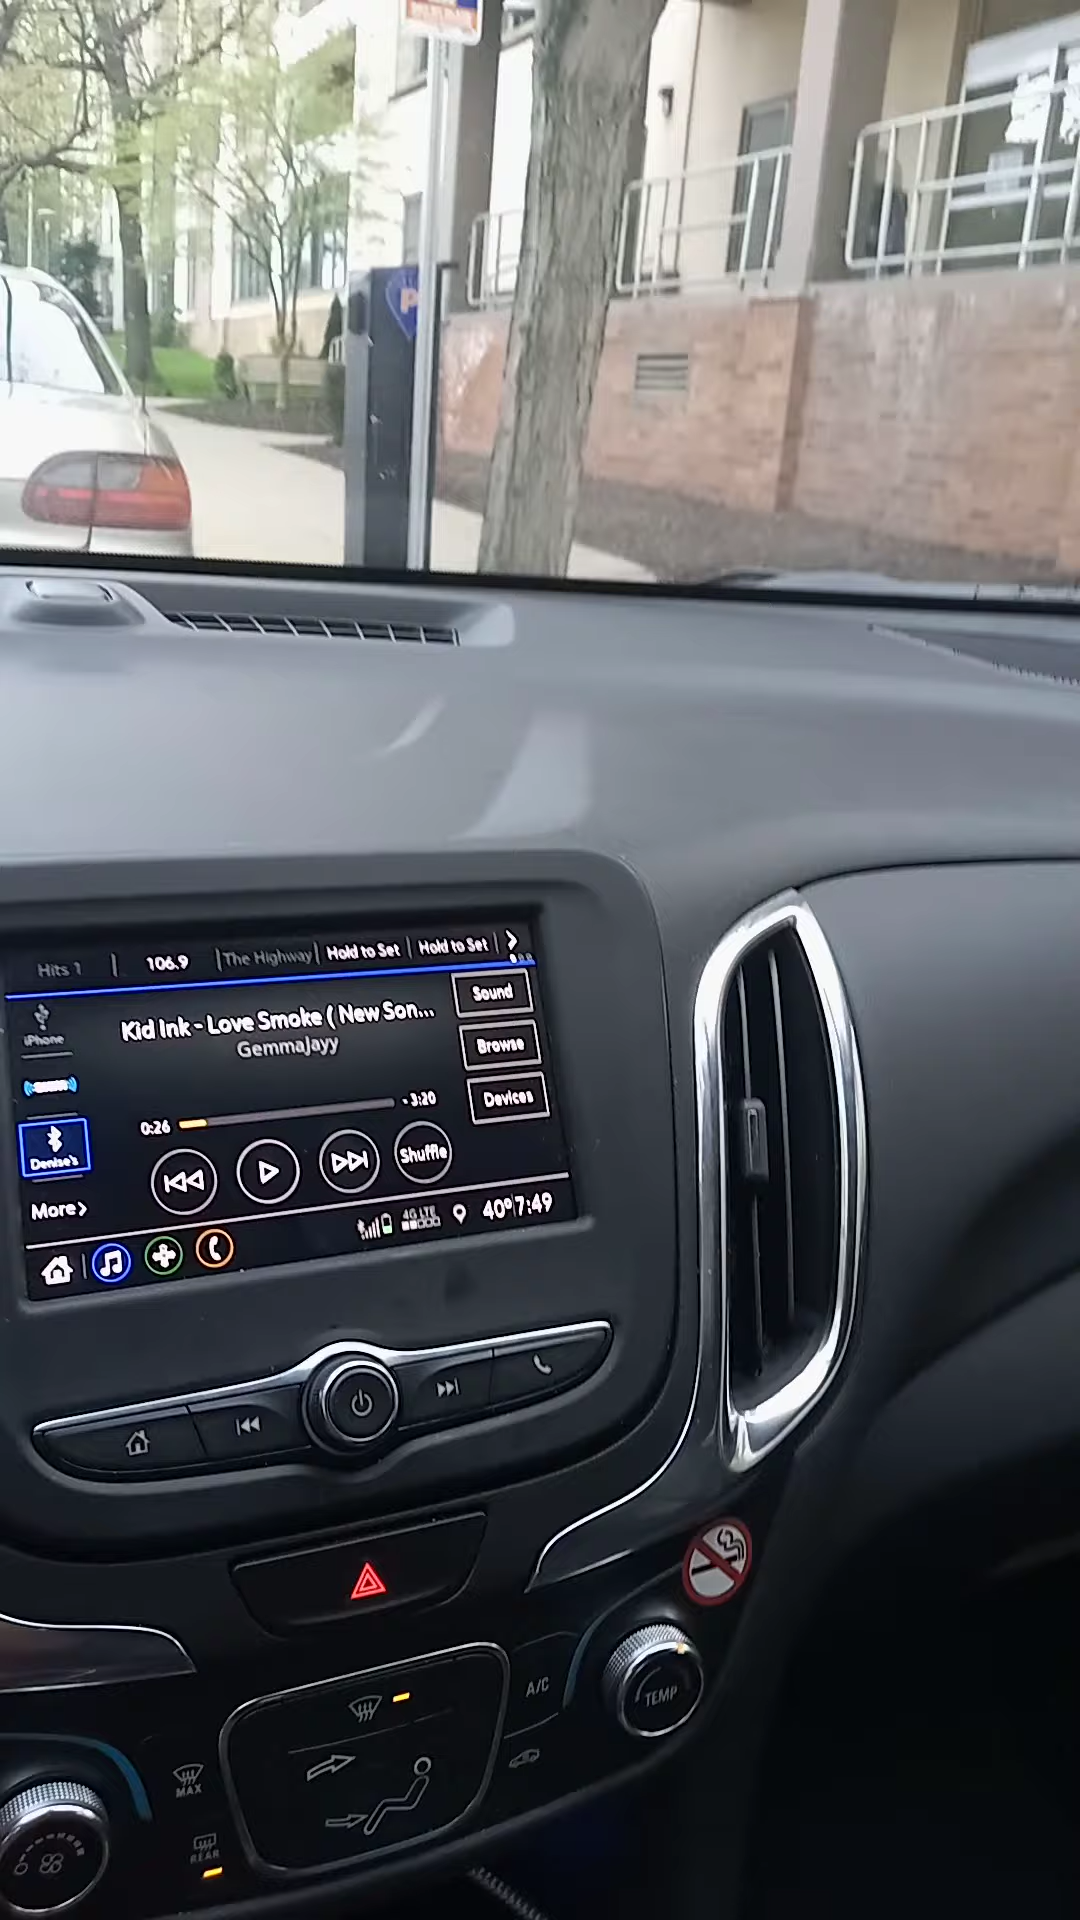 P
Hits 1 | 106.9 | The Highway | Hold to Set | Hold to Set
iPhone
Kid Ink - Love Smoke ( New Son...
GemmaJayy
Sound
Browse
Devices
0:26
- 3:20
Denise's
Shuffle
More
4G LTE
40° 7:49
A/C
TEMP
MAX
REAR